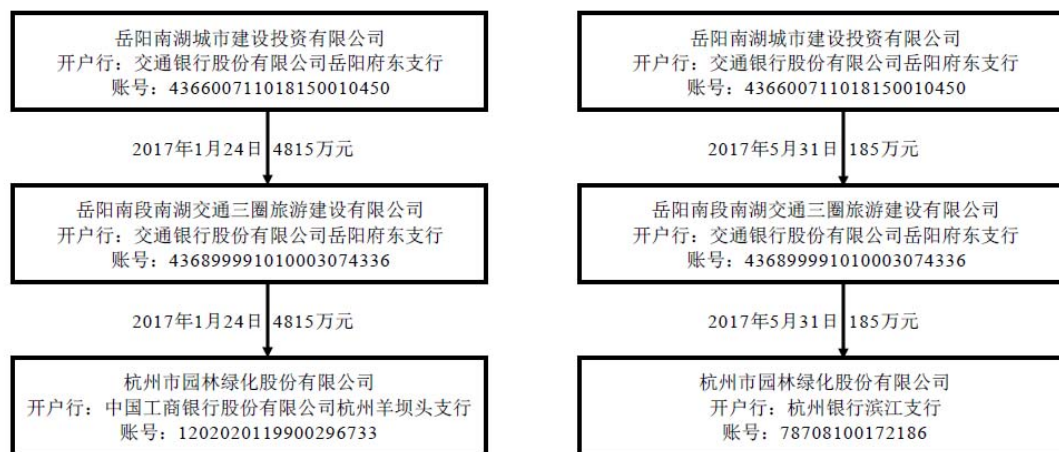 岳阳南湖城市建设投资有限公司
开户行：交通银行股份有限公司岳阳府东支行
账号：436600711018150010450
2017年1月24日 4815万元
岳阳南段南湖交通三圈旅游建设有限公司
开户行：交通银行股份有限公司岳阳府东支行
账号：436899991010003074336
2017年1月24日 4815万元
杭州市园林绿化股份有限公司
开户行：中国工商银行股份有限公司杭州羊坝头支行
账号：1202020119900296733
岳阳南湖城市建设投资有限公司
开户行：交通银行股份有限公司岳阳府东支行
账号：436600711018150010450
2017年5月31日 185万元
岳阳南段南湖交通三圈旅游建设有限公司
开户行：交通银行股份有限公司岳阳府东支行
账号：436899991010003074336
2017年5月31日 185万元
杭州市园林绿化股份有限公司
开户行：杭州银行滨江支行
账号：78708100172186